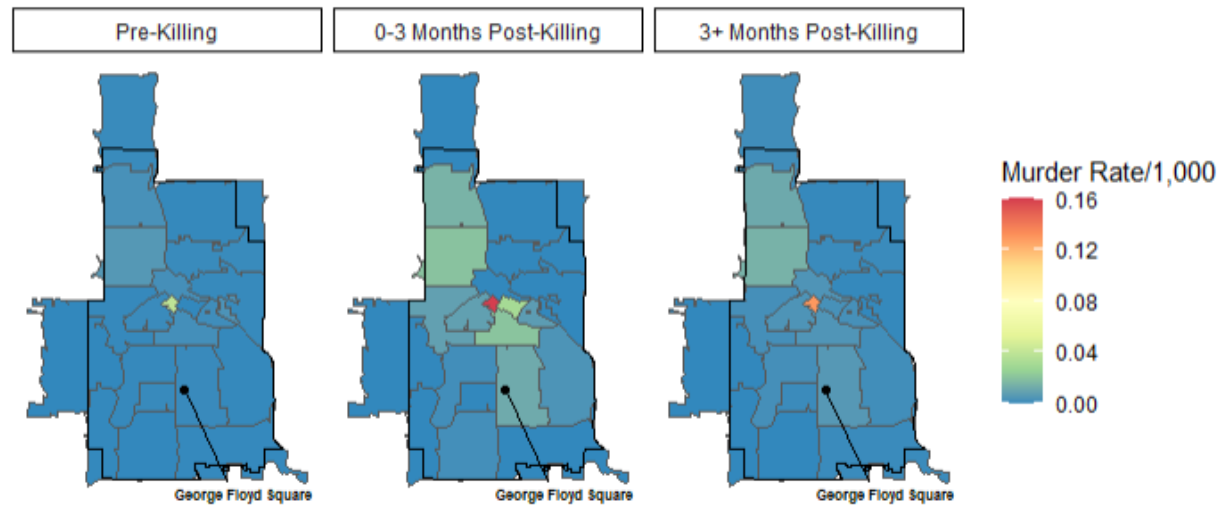 Pre-Killing
0-3 Months Post-Killing
3+ Months Post-Killing
Murder Rate/1,000
0.16
0.12
0.08
0.04
0.00
George Floyd Square
George Floyd Square
George Floyd Square